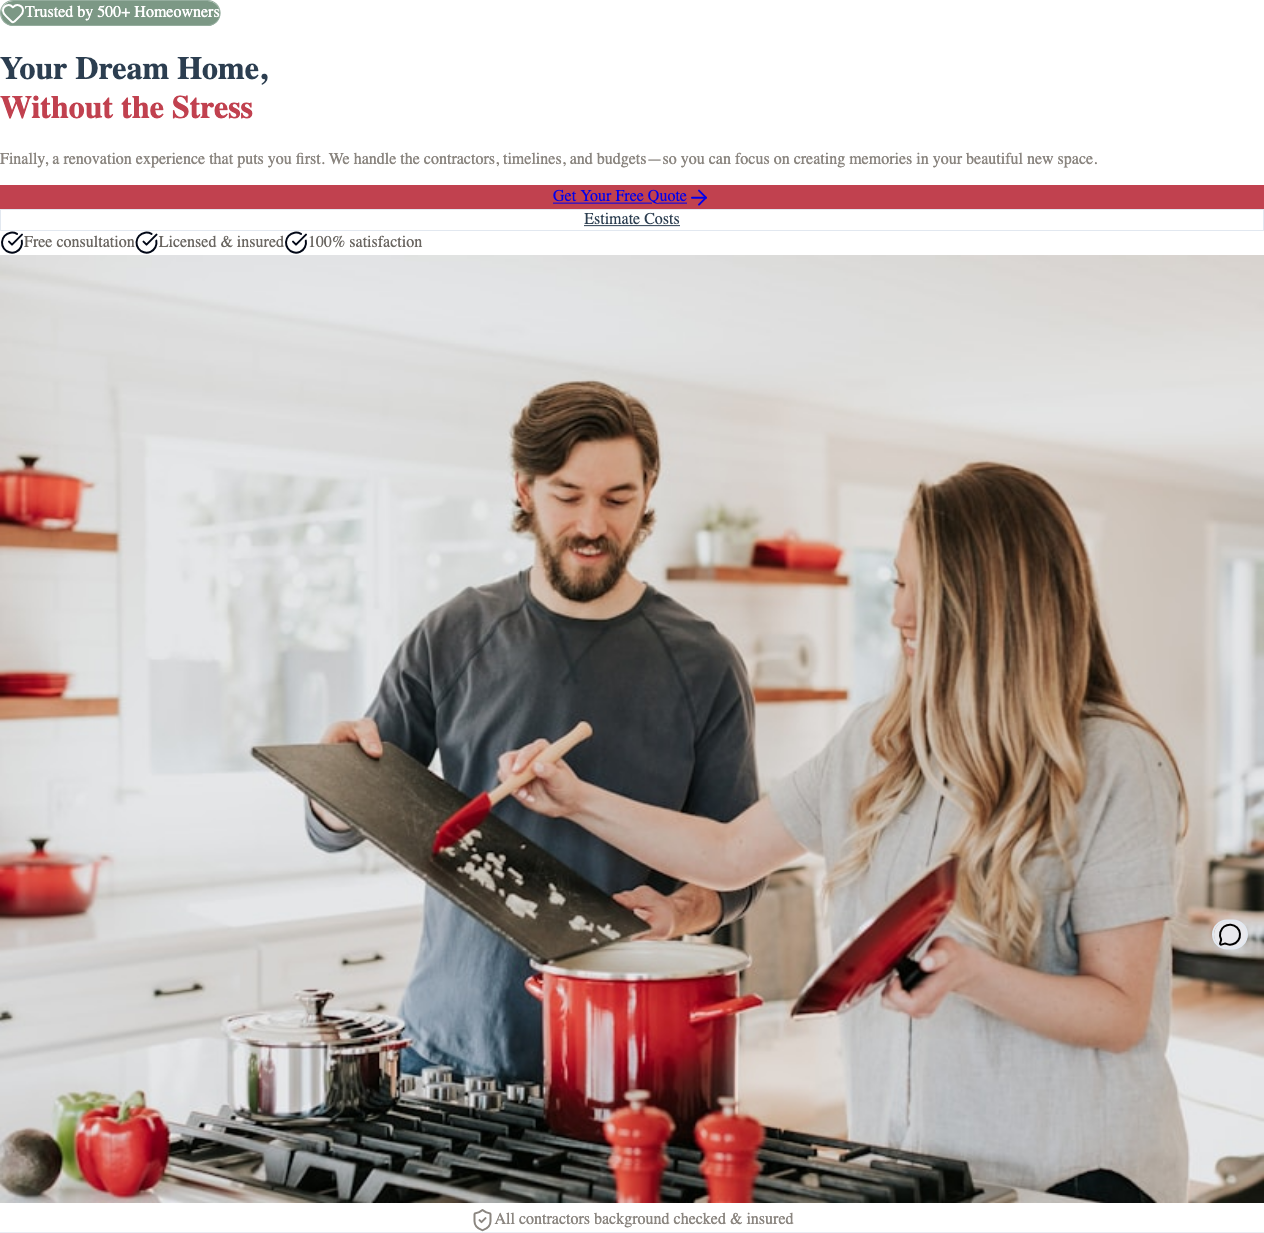 Trusted by 500+ Homeowners
Your Dream Home,
Without the Stress
Finally, a renovation experience that puts you first. We handle the contractors, timelines, and budgets—so you can focus on creating memories in your beautiful new space.
Get Your Free Quote
Estimate Costs
Free consultation Licensed & insured 100% satisfaction
All contractors background checked & insured